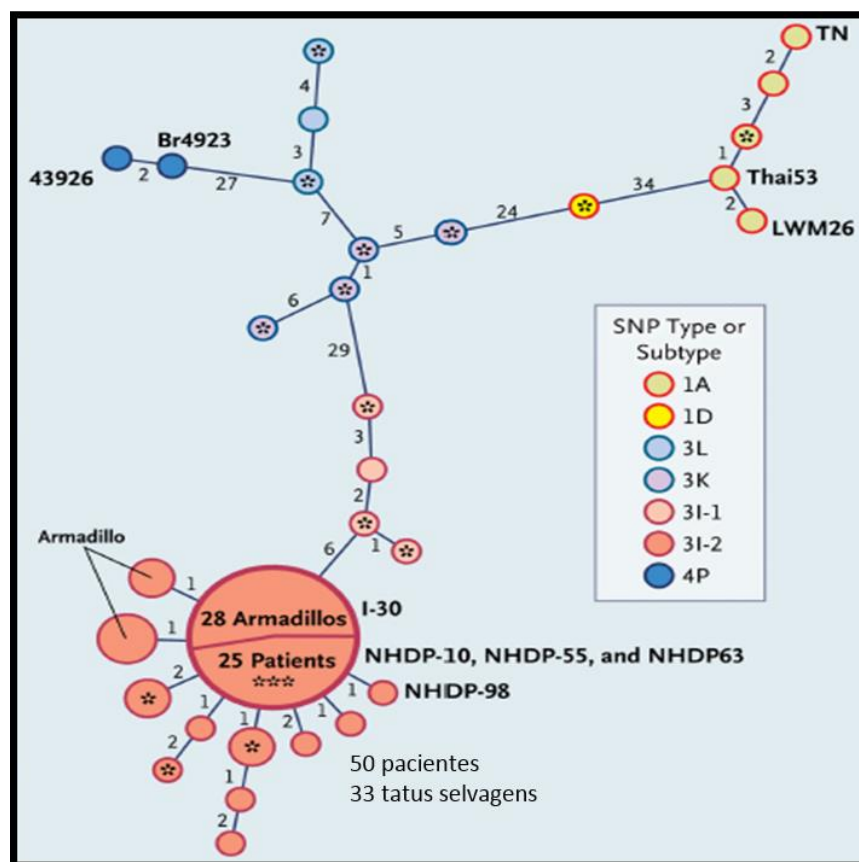 TN
2
3
4
1
Br4923
43926
2
27
3
34
Thai53
2
LWM26
24
5
7
1
6
29
SNP Type or
Subtype
1A
1D
3L
3K
3I-1
3I-2
4P
3
2
6
1
Armadillo
1
28 Armadillos
I-30
1
25 Patients
☆☆☆
NHDP-10, NHDP-55, and NHDP63
2
1
NHDP-98
1
1
2
1
2
1
2
50 pacientes
33 tatus selvagens